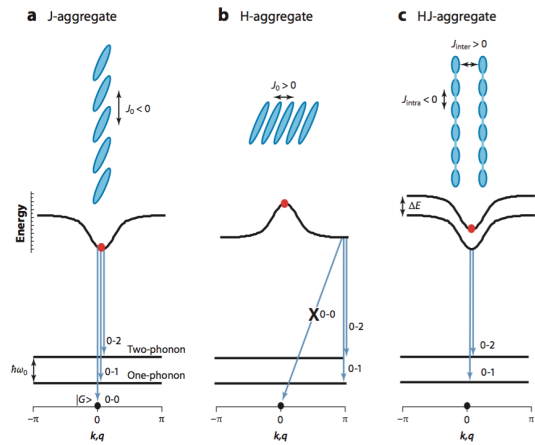 a J-aggregate
J₀ < 0
Energy
ħω₀
Two-phonon
One-phonon
0-2
0-1
|G> 0-0
−π 0 π
k,q
b H-aggregate
J₀ > 0
X 0-0
0-2
0-1
−π 0 π
k,q
c HJ-aggregate
Jinter > 0
Jintra < 0
ΔE
0-2
0-1
−π 0 π
k,q